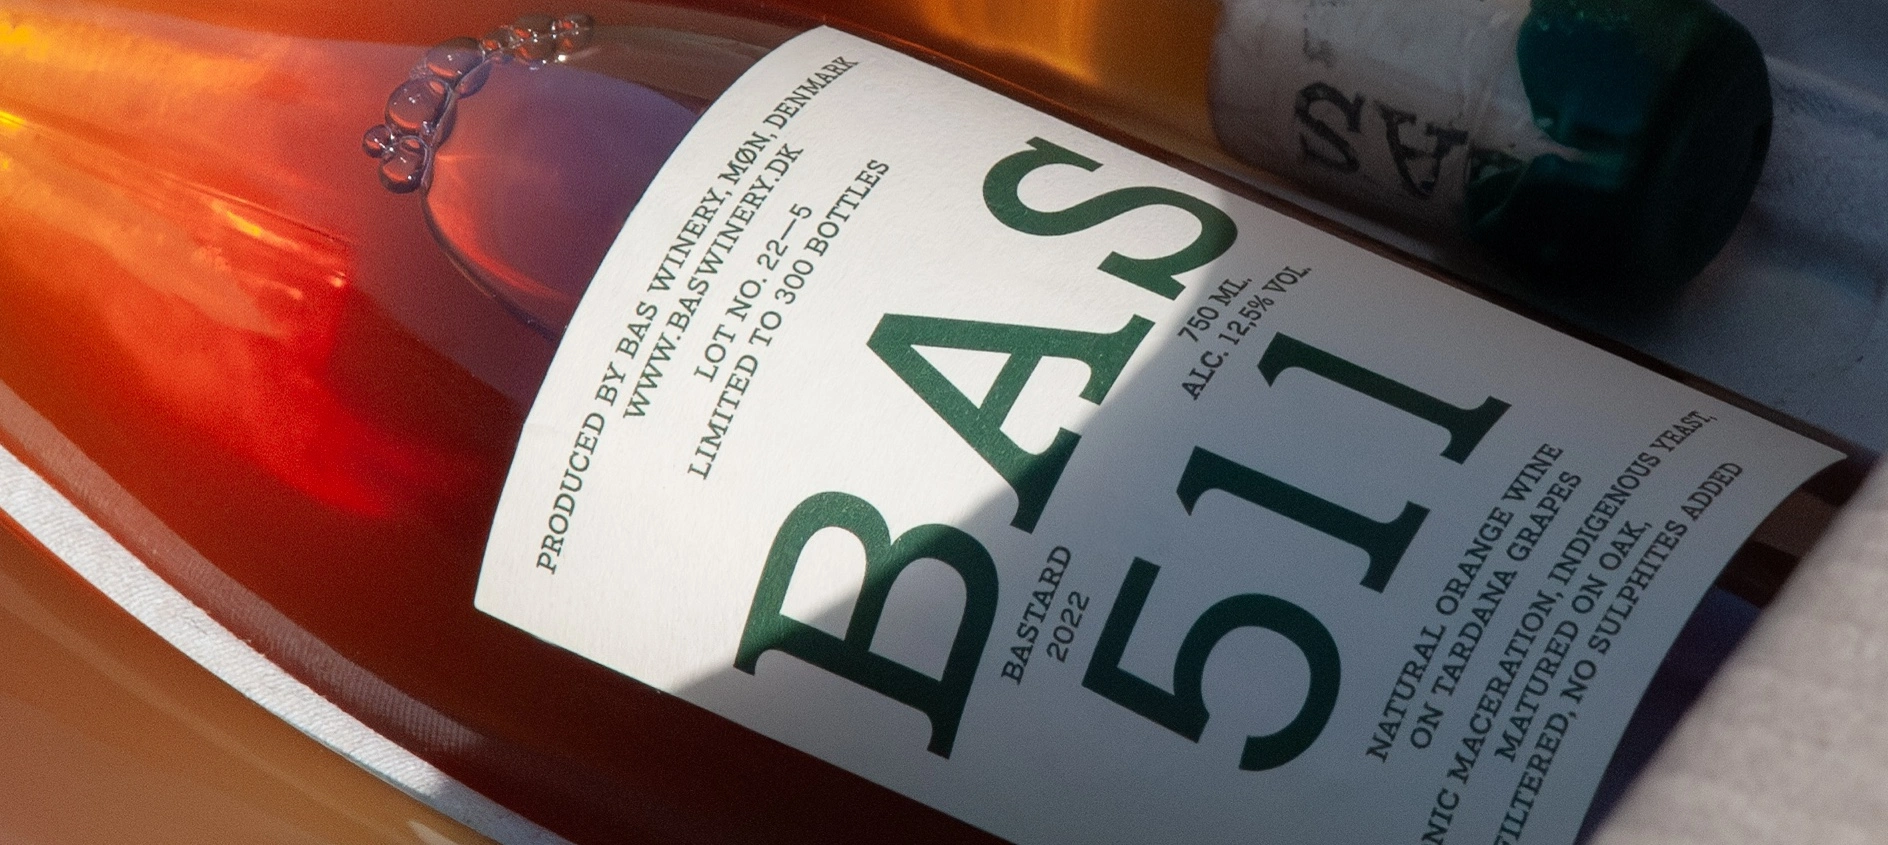 PRODUCED BY BAS WINERY, MØN, DENMARK
WWW.BASWINERY.DK
LOT NO. 22—5
LIMITED TO 300 BOTTLES
BAS
BASTARD
2022
750 ML.
ALC. 12,5% VOL.
511
NATURAL ORANGE WINE
ON TARDANA GRAPES
MACERATION, INDIGENOUS YEAST,
MATURED ON OAK,
NO SULPHITES ADDED